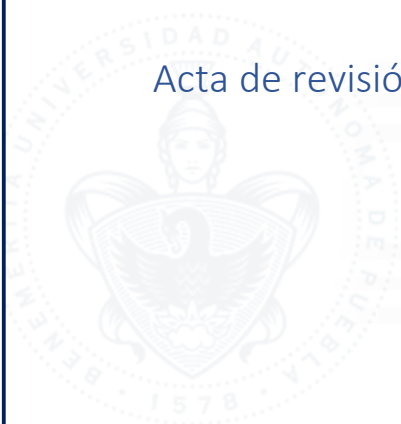 Acta de revisió
BENEMÉRITA UNIVERSIDAD AUTÓNOMA DE PUEBLA
1578